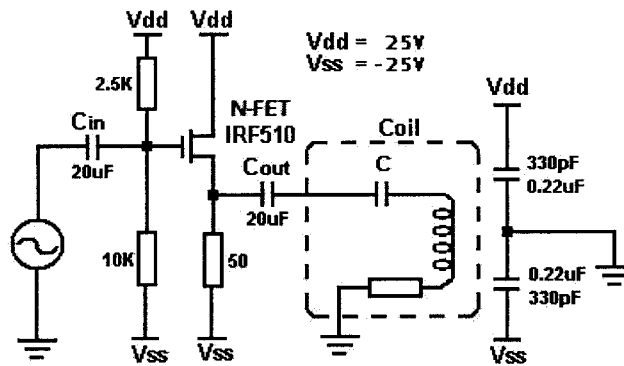 Vdd
Vdd
Vdd = 25V
Vss = -25V
Vdd
2.5K
N-FET
IRF510
Coil
Cin
20uF
Cout
20uF
C
330pF
0.22uF
10K
50
0.22uF
330pF
Vss
Vss
Vss